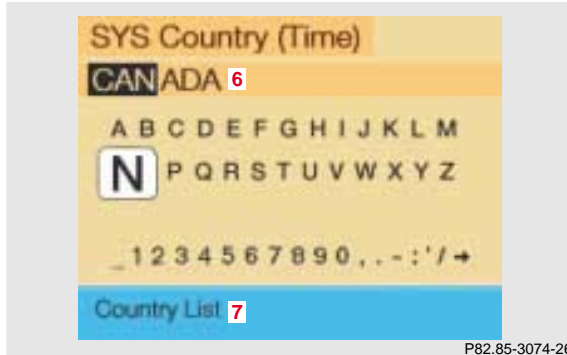 SYS Country (Time)
CANADA 6
A B C D E F G H I J K L M
N P Q R S T U V W X Y Z
_ 1 2 3 4 5 6 7 8 9 0 , . - : ' / →
Country List 7
P82.85-3074-26